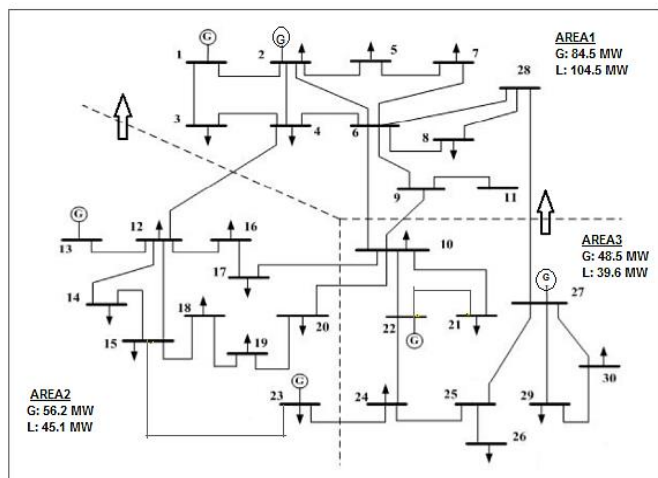 AREA1
G: 84.5 MW
L: 104.5 MW
G
G
1
2
5
7
28
3
4
6
8
9
11
G
12
16
13
10
AREA3
G: 48.5 MW
L: 39.6 MW
17
G
27
14
18
20
22
21
15
19
G
30
AREA2
G: 56.2 MW
L: 45.1 MW
G
23
24
25
29
26